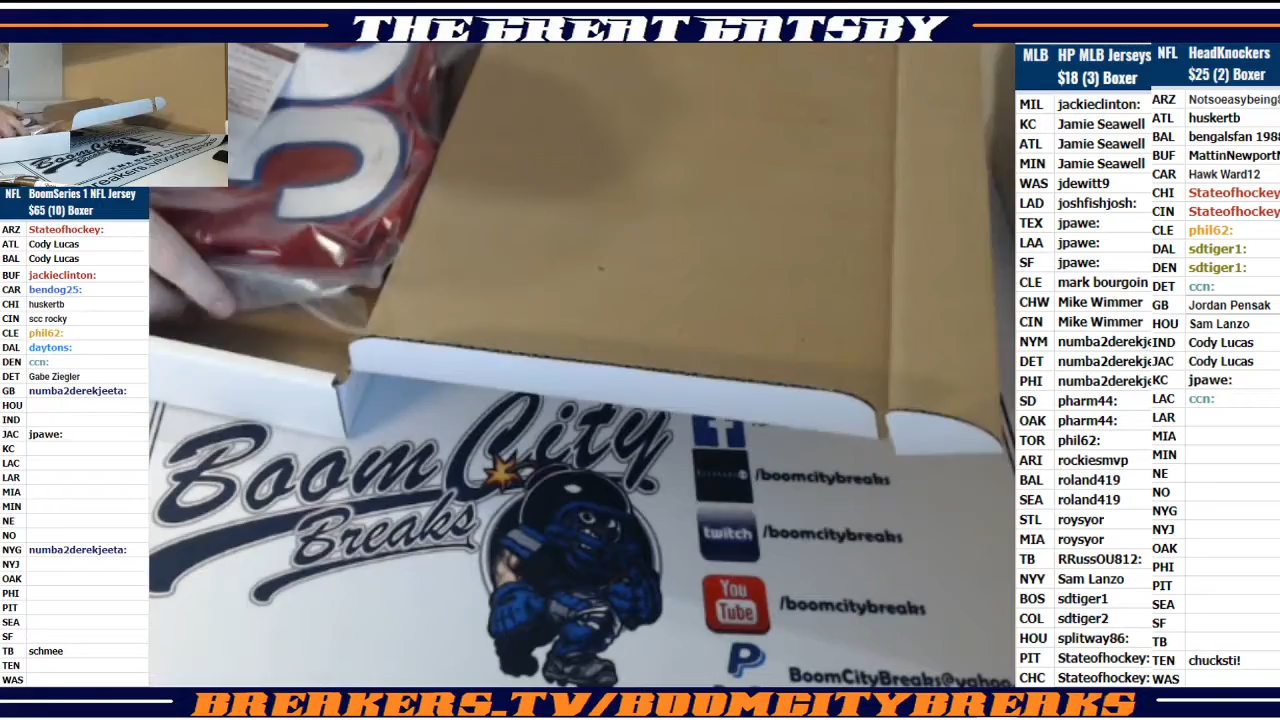 THE GREAT GATSBY
NFL BoomSeries 1 NFL Jersey
$65 (10) Boxer
ARZ Stateofhockey:
ATL Cody Lucas
BAL Cody Lucas
BUF jackieclinton:
CAR bendog25:
CHI huskertb
CIN scc rocky
CLE phil62:
DAL daytons:
DEN ccn:
DET Gabe Ziegler
GB numba2derekjeeta:
HOU
IND
JAC jpawe:
KC
LAC
LAR
MIA
MIN
NE
NO
NYG numba2derekjeeta:
NYJ
OAK
PHI
PIT
SEA
SF
TB schmee
TEN
WAS
Boom City
Breaks
/boomcitybreaks
twitch /boomcitybreaks
You
Tube /boomcitybreaks
BoomCityBreaks@yahoo
MLB HP MLB Jerseys
$18 (3) Boxer
MIL jackieclinton:
KC Jamie Seawell
ATL Jamie Seawell
MIN Jamie Seawell
WAS jdewitt9
LAD joshfishjosh:
TEX jpawe:
LAA jpawe:
SF jpawe:
CLE mark bourgoin
CHW Mike Wimmer
CIN Mike Wimmer
NYM numba2derekje
DET numba2derekje
PHI numba2derekje
SD pharm44:
OAK pharm44:
TOR phil62:
ARI rockiesmvp
BAL roland419
SEA roland419
STL roysyor
MIA roysyor
TB RRussOU812:
NYY Sam Lanzo
BOS sdtiger1
COL sdtiger2
HOU splitway86:
PIT Stateofhockey:
CHC Stateofhockey:
NFL HeadKnockers
$25 (2) Boxer
ARZ Notsoeasybeing
ATL huskertb
BAL bengalsfan 198
BUF MattinNewport
CAR Hawk Ward12
CHI Stateofhockey
CIN Stateofhockey
CLE phil62:
DAL sdtiger1:
DEN sdtiger1:
DET ccn:
GB Jordan Pensak
HOU Sam Lanzo
IND Cody Lucas
JAC Cody Lucas
KC jpawe:
LAC ccn:
LAR
MIA
MIN
NE
NO
NYG
NYJ
OAK
PHI
PIT
SEA
SF
TB
TEN chucksti!
WAS
BREAKERS.TV/BOOMCITYBREAKS